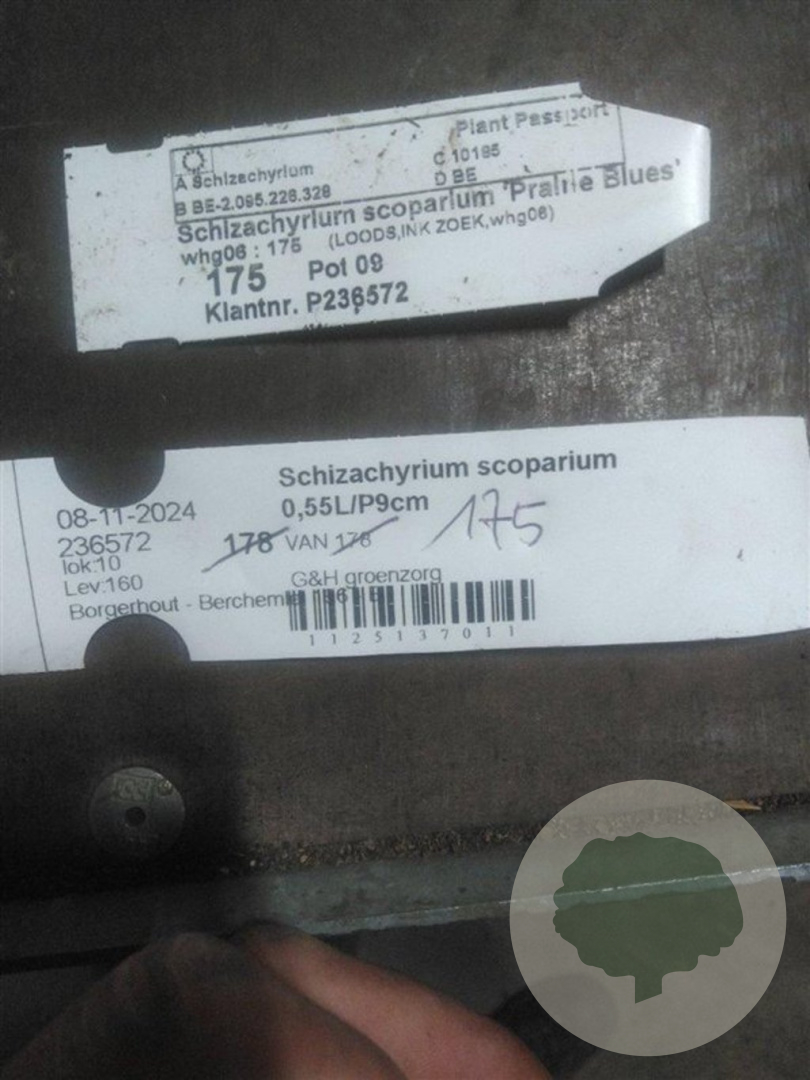 Plant Passport
A Schizachyrium
C 10185
B BE-2.095.226.328
D BE
Schizachyrium scoparium 'Prairie Blues'
whg06 : 175 (LOODS,INK ZOEK,whg06)
175 Pot 09
Klantnr. P236572
Schizachyrium scoparium
08-11-2024
0,55L/P9cm
175
236572
178 VAN 178
lok:10
Lev:160
G&H groenzorg
Borgerhout - Berchem
1125137011